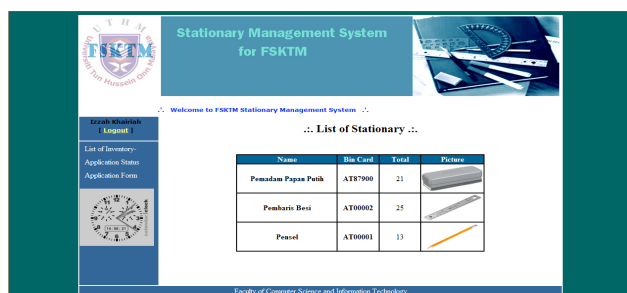 U T H M
FSKTM
Universiti Tun Hussein Onn Malaysia
Stationary Management System
for FSKTM
.:. Welcome to FSKTM Stationary Management System .:.
Izzah Khairiah
[ Logout ]
List of Inventory-
Application Status
Application Form
.:. List of Stationary .:.
Name Bin Card Total Picture
Pemadam Papan Putih AT87900 21
Pembaris Besi AT00002 25
Pensel AT00001 13
Faculty of Computer Science and Information Technology